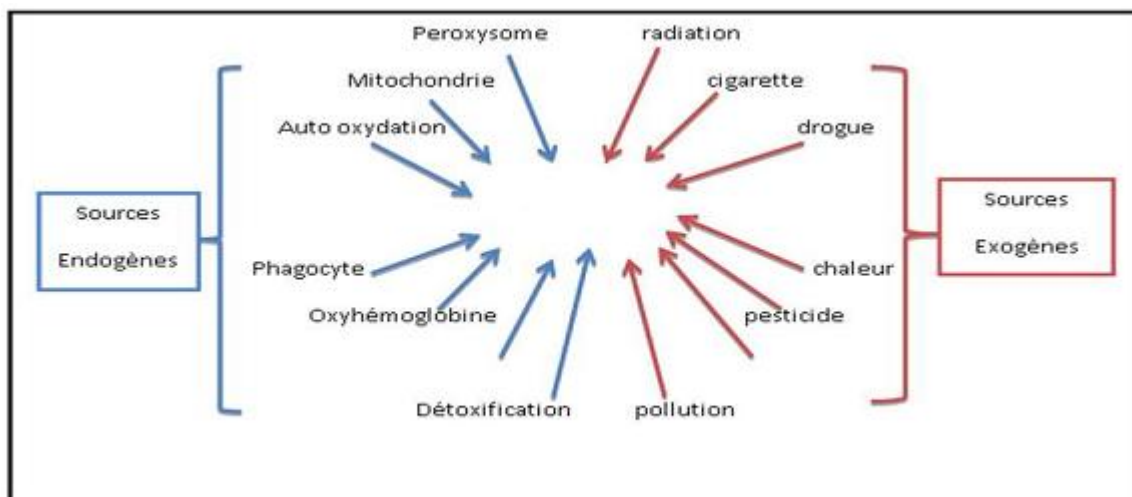 Peroxysome
radiation
Mitochondrie
cigarette
Auto oxydation
drogue
Sources
Endogènes
Sources
Exogènes
Phagocyte
chaleur
Oxyhémoglobine
pesticide
Détoxification
pollution